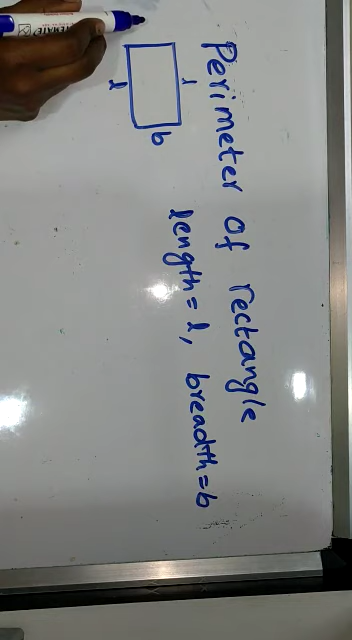 Perimeter of rectangle
length = l, breadth = b
l
l
b